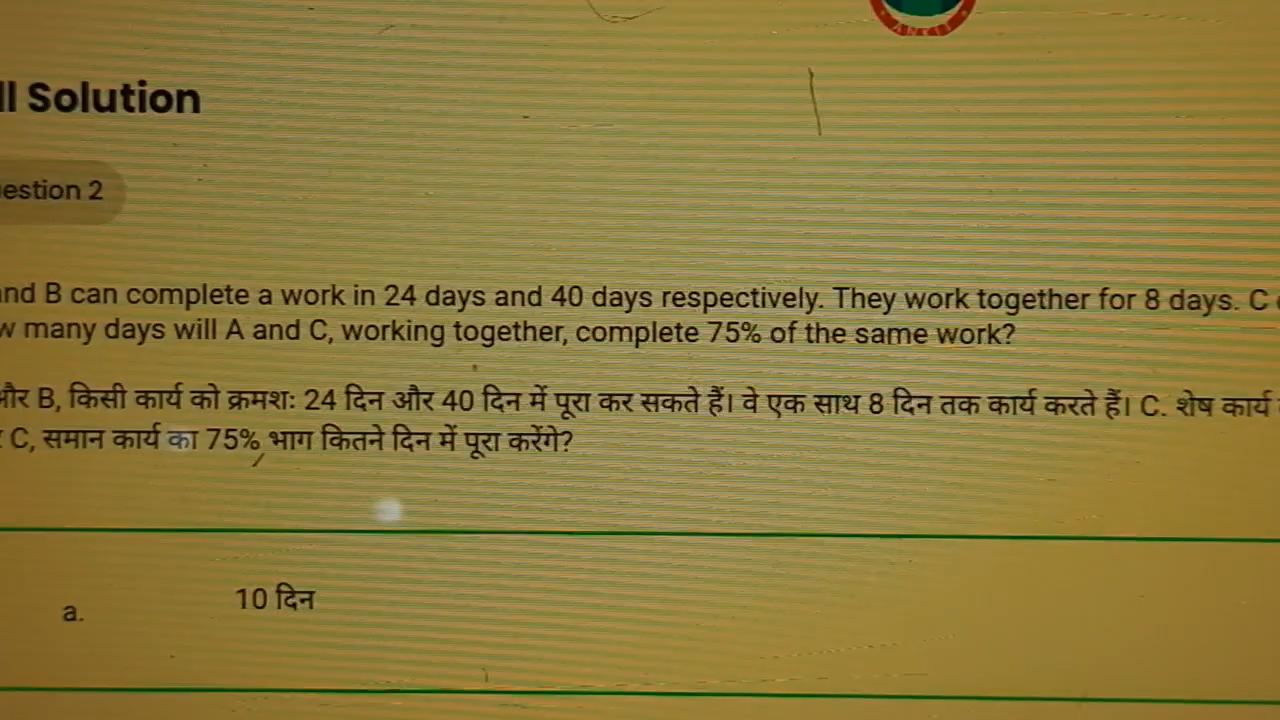 ANKIT
ll Solution
estion 2
nd B can complete a work in 24 days and 40 days respectively. They work together for 8 days. C
w many days will A and C, working together, complete 75% of the same work?
और B, किसी कार्य को क्रमशः 24 दिन और 40 दिन में पूरा कर सकते हैं। वे एक साथ 8 दिन तक कार्य करते हैं। C. शेष कार्य
C, समान कार्य का 75% भाग कितने दिन में पूरा करेंगे?
a.
10 दिन